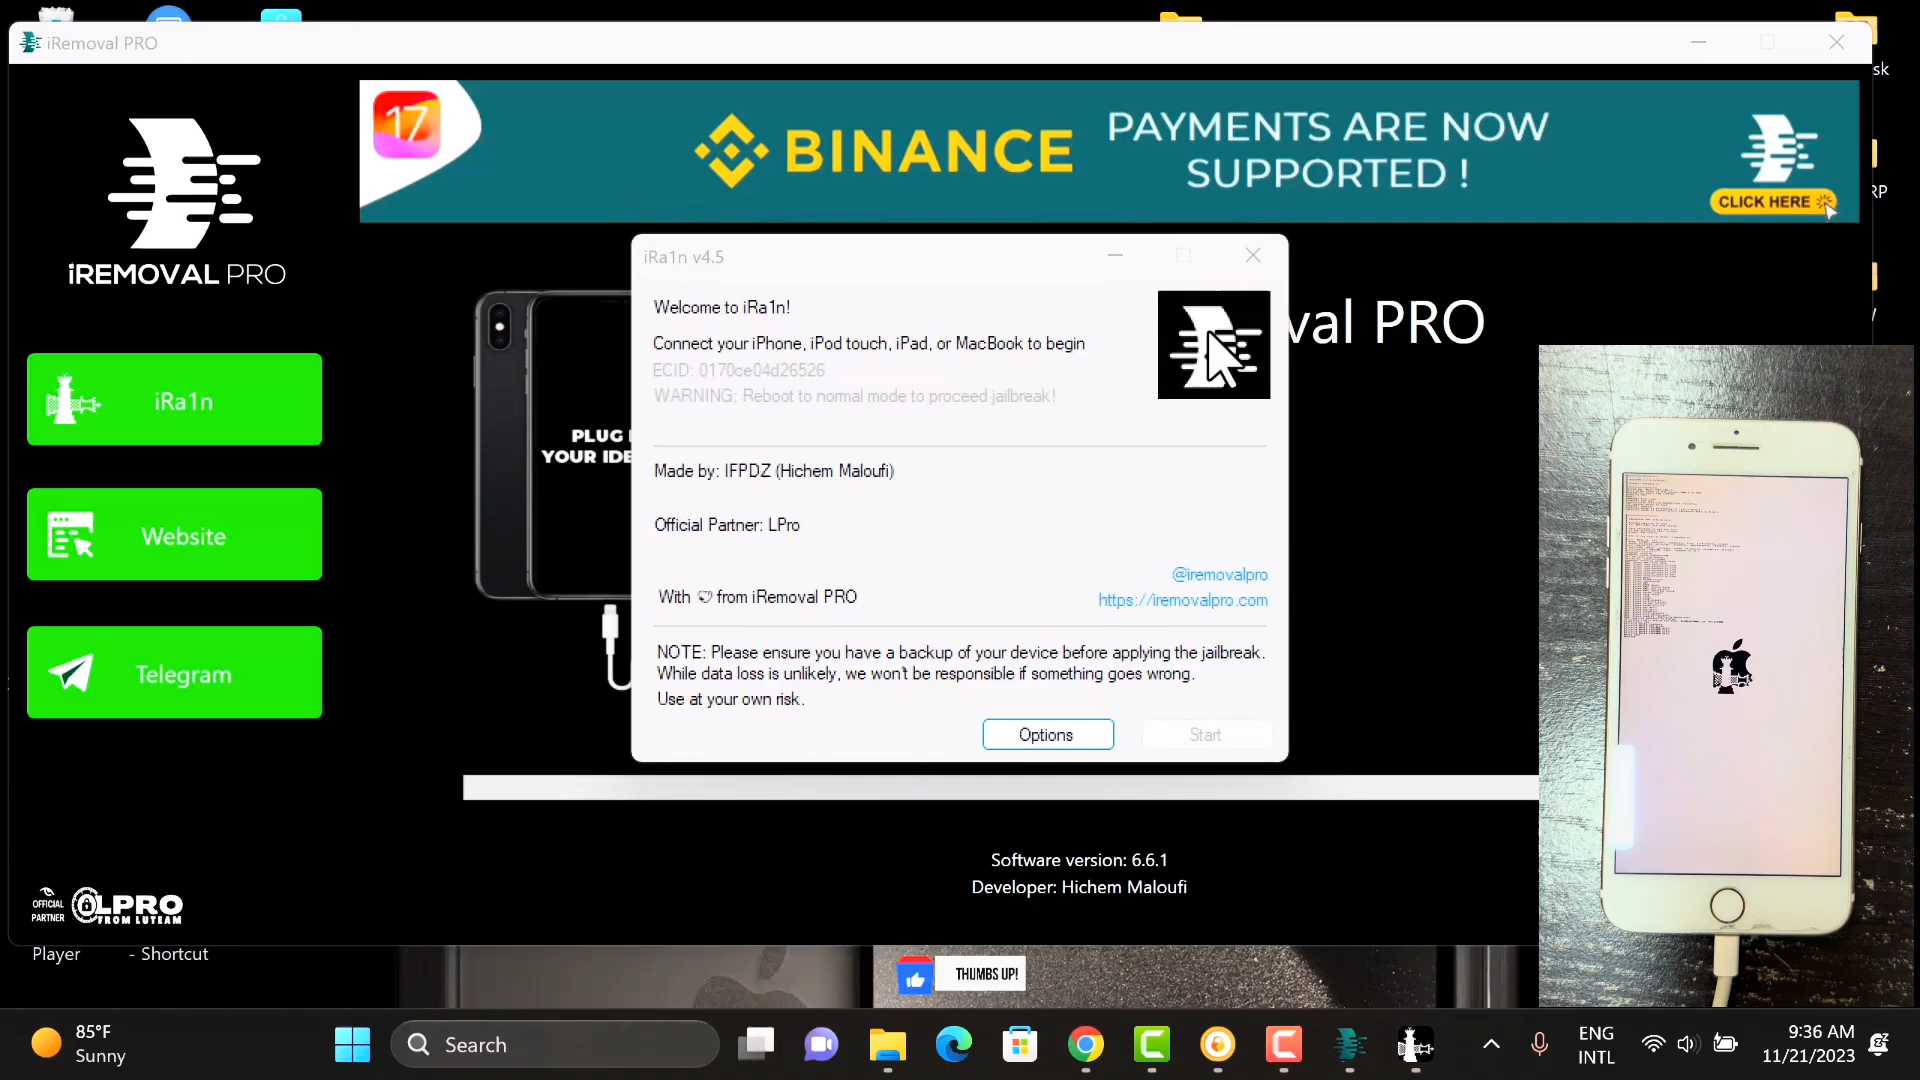 iRemoval PRO
sk
17
BINANCE
PAYMENTS ARE NOW
SUPPORTED !
CLICK HERE
iREMOVAL PRO
RP
iRa1n v4.5
Welcome to iRa1n!
Connect your iPhone, iPod touch, iPad, or MacBook to begin
ECID: 0170ce04d26526
WARNING: Reboot to normal mode to proceed jailbreak!
val PRO
iRa1n
PLUG
YOUR IDE
Made by: IFPDZ (Hichem Maloufi)
Official Partner: LPro
Website
@iremovalpro
With from iRemoval PRO
https://iremovalpro.com
NOTE: Please ensure you have a backup of your device before applying the jailbreak.
While data loss is unlikely, we won't be responsible if something goes wrong.
Use at your own risk.
Telegram
Options
Start
Software version: 6.6.1
Developer: Hichem Maloufi
OFFICIAL
PARTNER
LPRO
FROM LUTEAM
Player
- Shortcut
THUMBS UP!
85°F
Sunny
Search
ENG
INTL
9:36 AM
11/21/2023